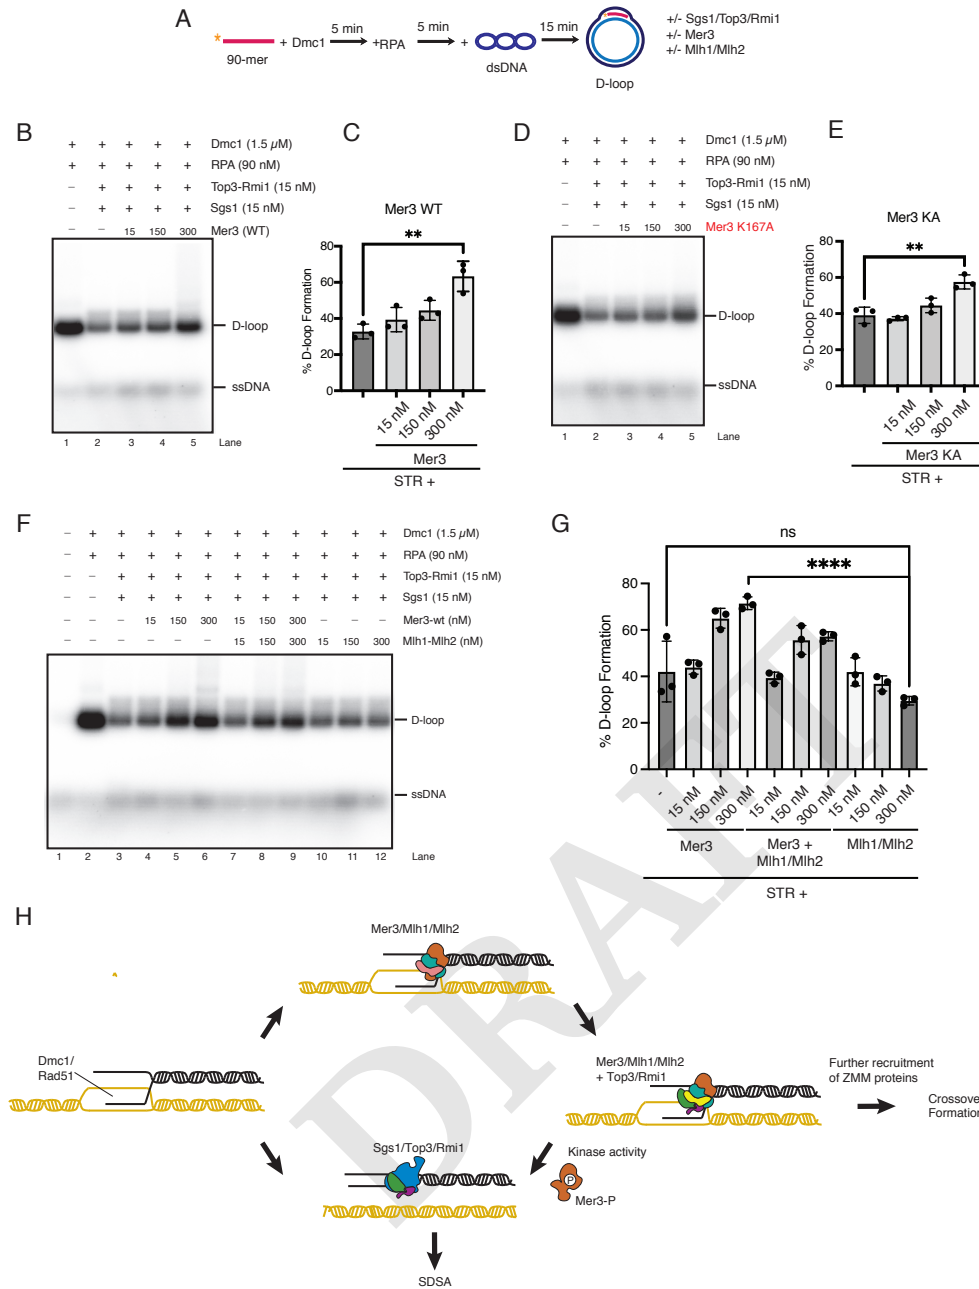 A
+ Dmc1
5 min
+RPA
5 min
+
15 min
90-mer
dsDNA
D-loop
+/- Sgs1/Top3/Rmi1
+/- Mer3
+/- Mlh1/Mlh2
B
+ + + + + Dmc1 (1.5 µM)
+ + + + + RPA (90 nM)
– + + + + Top3-Rmi1 (15 nM)
– + + + + Sgs1 (15 nM)
– – 15 150 300 Mer3 (WT)
D-loop
ssDNA
1 2 3 4 5 Lane
C
Mer3 WT
**
% D-loop Formation
80
60
40
20
0
15 nM
150 nM
300 nM
Mer3
STR +
D
+ + + + + Dmc1 (1.5 µM)
+ + + + + RPA (90 nM)
– + + + + Top3-Rmi1 (15 nM)
– + + + + Sgs1 (15 nM)
– – 15 150 300 Mer3 K167A
D-loop
ssDNA
1 2 3 4 5 Lane
E
Mer3 KA
**
% D-loop Formation
80
60
40
20
0
15 nM
150 nM
300 nM
Mer3 KA
STR +
F
– + + + + + + + + + + + Dmc1 (1.5 µM)
– + + + + + + + + + + + RPA (90 nM)
– – + + + + + + + + + + Top3-Rmi1 (15 nM)
– – + + + + + + + + + + Sgs1 (15 nM)
– – – 15 150 300 15 150 300 – – – Mer3-wt (nM)
– – – – – – 15 150 300 15 150 300 Mlh1-Mlh2 (nM)
D-loop
ssDNA
1 2 3 4 5 6 7 8 9 10 11 12 Lane
G
ns
****
% D-loop Formation
80
60
40
20
0
-
15 nM
150 nM
300 nM
15 nM
150 nM
300 nM
15 nM
150 nM
300 nM
Mer3
Mer3 +
Mlh1/Mlh2
Mlh1/Mlh2
STR +
H
Mer3/Mlh1/Mlh2
Dmc1/
Rad51
Mer3/Mlh1/Mlh2
+ Top3/Rmi1
Further recruitment
of ZMM proteins
Crossover
Formation
Sgs1/Top3/Rmi1
Kinase activity
P
Mer3-P
SDSA
DRAFT